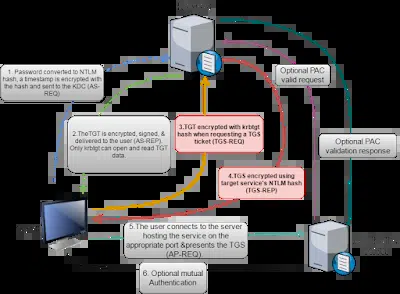 1. Password converted to NTLM
hash, a timestamp is encrypted with
the hash and sent to the KDC (AS-
REQ)
Optional PAC
valid request
2.TheTGT is encrypted, signed, &
delivered to the user (AS-REP).
Only krbtgt can open and read TGT
data.
3.TGT encrypted with krbtgt
hash when requesting a TGS
ticket (TGS-REQ)
Optional PAC
validation response
4.TGS encrypted using
target service's NTLM hash
(TGS-REP)
5.The user connects to the server
hosting the service on the
appropriate port &presents the TGS
(AP-REQ)
6. Optional mutual
Authentication